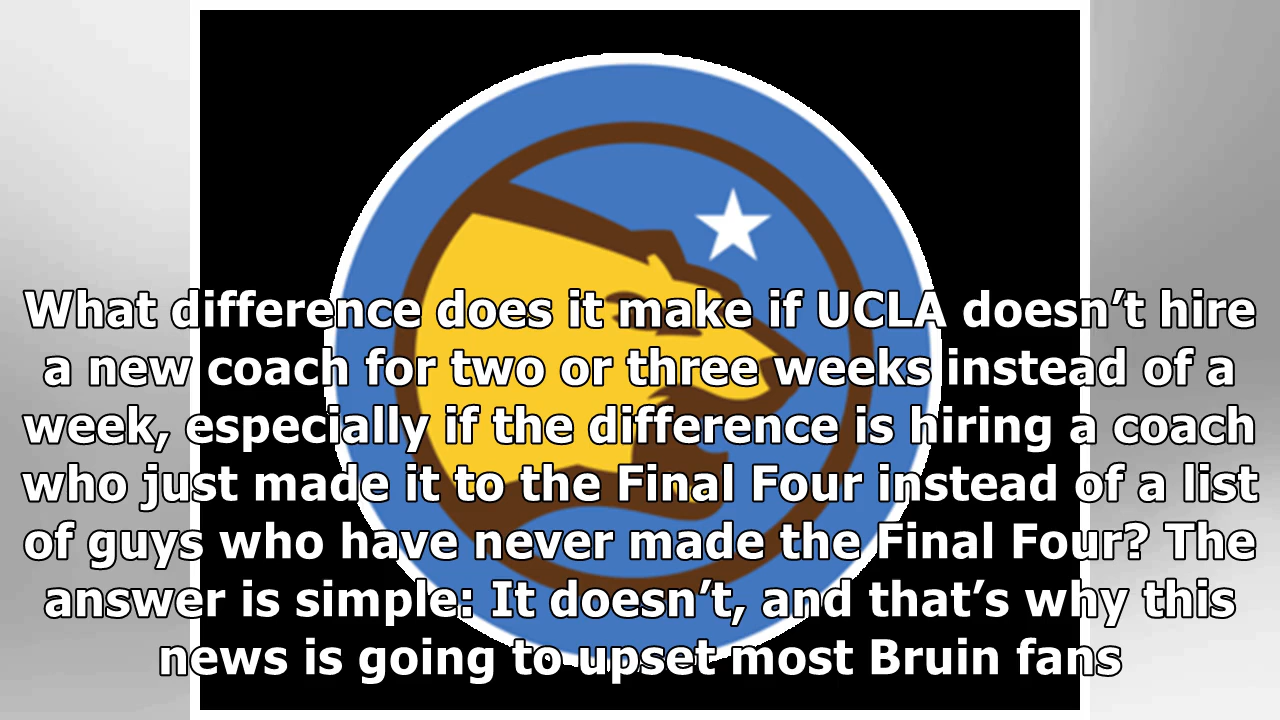 What difference does it make if UCLA doesn’t hire
a new coach for two or three weeks instead of a
week, especially if the difference is hiring a coach
who just made it to the Final Four instead of a list
of guys who have never made the Final Four? The
answer is simple: It doesn’t, and that’s why this
news is going to upset most Bruin fans